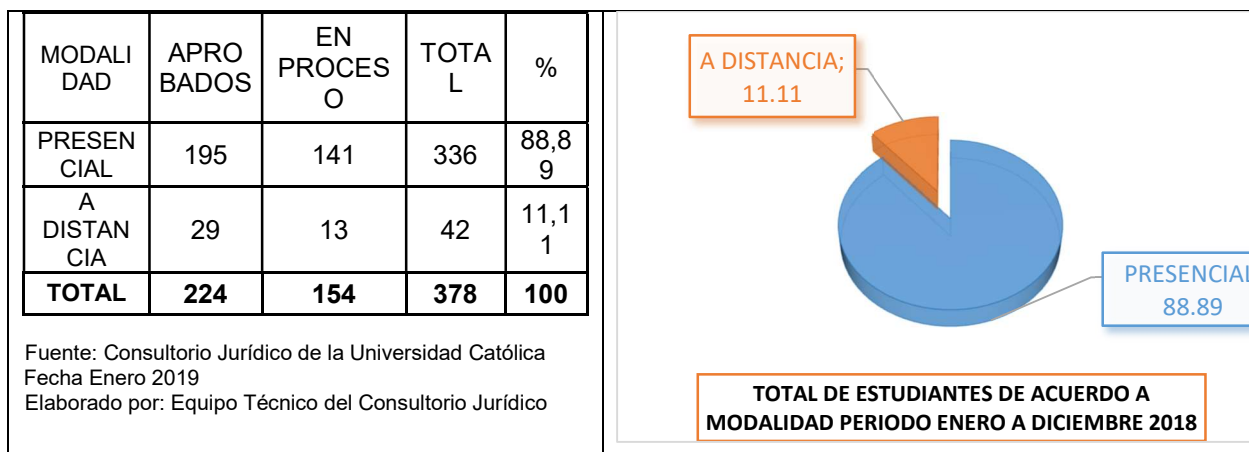 MODALI
DAD
APRO
BADOS
EN
PROCES
O
TOTA
L
%
PRESEN
CIAL
195
141
336
88,8
9
A
DISTAN
CIA
29
13
42
11,1
1
TOTAL
224
154
378
100
Fuente: Consultorio Jurídico de la Universidad Católica
Fecha Enero 2019
Elaborado por: Equipo Técnico del Consultorio Jurídico
A DISTANCIA;
11.11
PRESENCIAL
88.89
TOTAL DE ESTUDIANTES DE ACUERDO A
MODALIDAD PERIODO ENERO A DICIEMBRE 2018